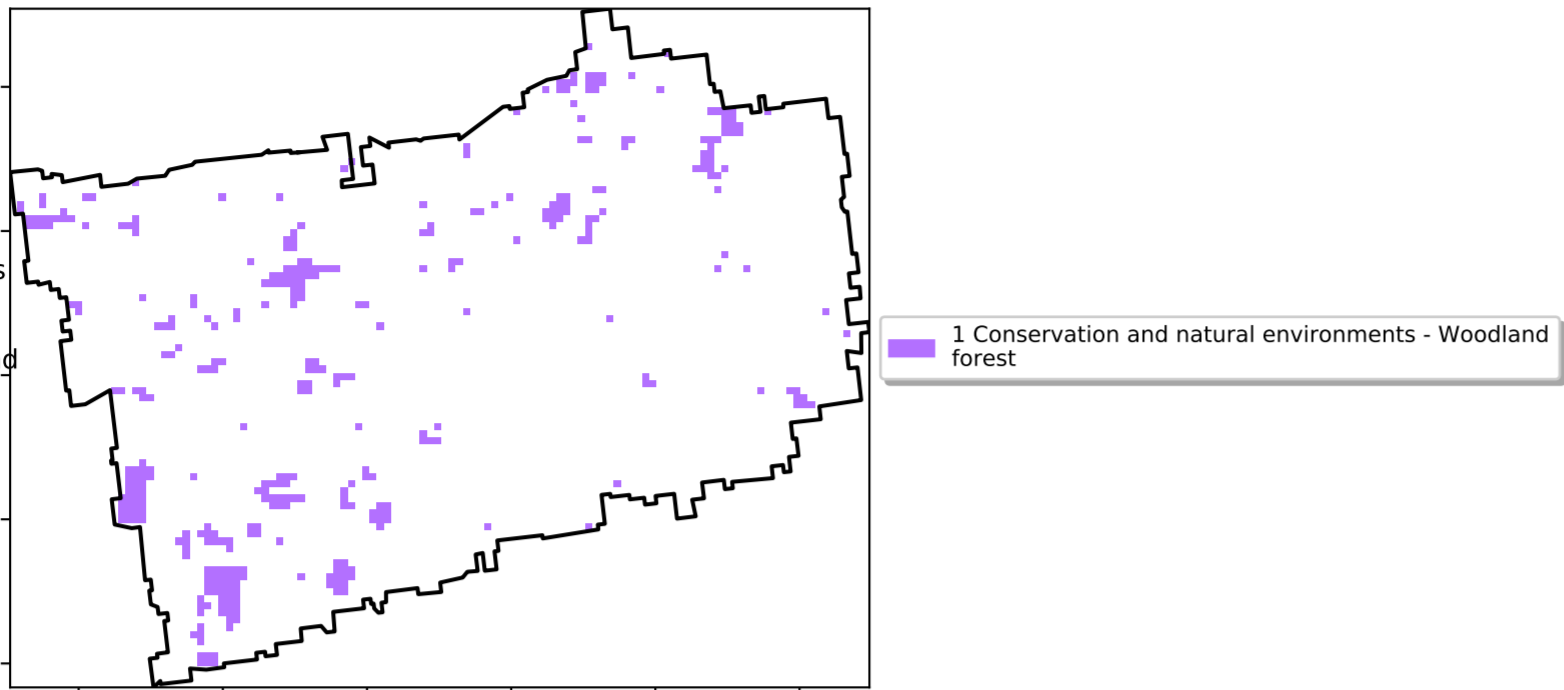 s
1 Conservation and natural environments - Woodland
forest
d